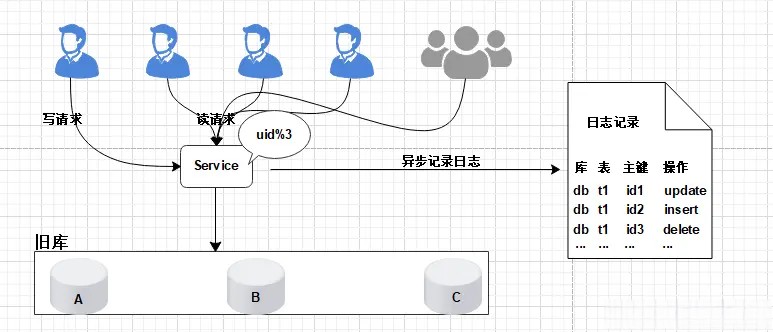 写请求
读请求
uid%3
Service
异步记录日志
日志记录
库 表 主键 操作
db t1 id1 update
db t1 id2 insert
db t1 id3 delete
... ... ... ...
旧库
A
B
C